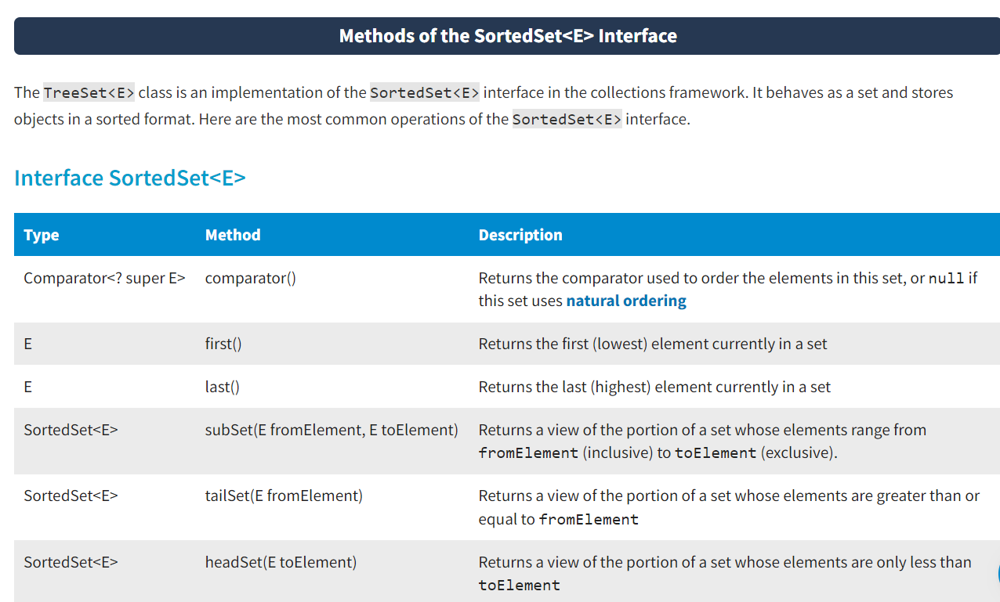 Methods of the SortedSet<E> Interface
The TreeSet<E> class is an implementation of the SortedSet<E> interface in the collections framework. It behaves as a set and stores
objects in a sorted format. Here are the most common operations of the SortedSet<E> interface.
Interface SortedSet<E>
Type Method Description
Comparator<? super E> comparator() Returns the comparator used to order the elements in this set, or null if
this set uses natural ordering
E first() Returns the first (lowest) element currently in a set
E last() Returns the last (highest) element currently in a set
SortedSet<E> subSet(E fromElement, E toElement) Returns a view of the portion of a set whose elements range from
fromElement (inclusive) to toElement (exclusive).
SortedSet<E> tailSet(E fromElement) Returns a view of the portion of a set whose elements are greater than or
equal to fromElement
SortedSet<E> headSet(E toElement) Returns a view of the portion of a set whose elements are only less than
toElement